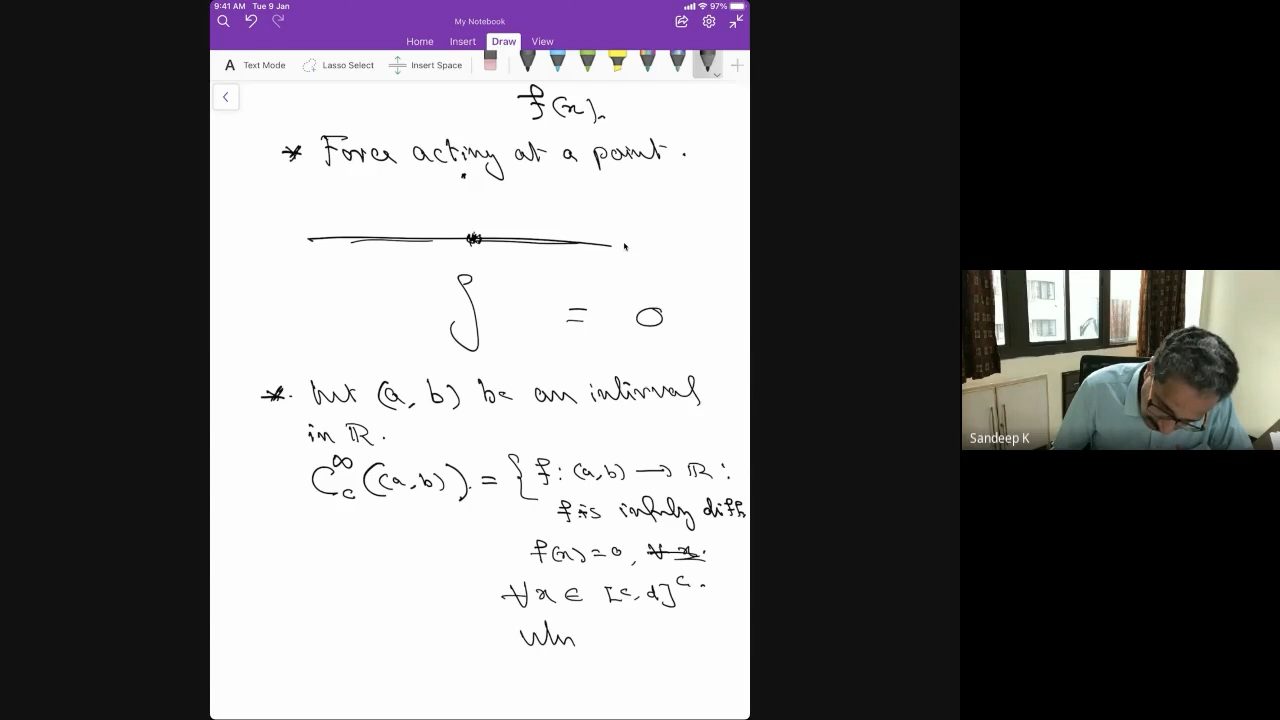 9:41 AM Tue 9 Jan
97%
My Notebook
Home Insert Draw View
A Text Mode Lasso Select Insert Space
f(x).
* Force acting at a point.
∫ = 0
* Let (a, b) be an interval
in ℝ.
C_c^∞((a,b)) = { f : (a,b) → ℝ :
f is infinitely diff
f(x) = 0,
∀ x ∈ [c, d]^c.
Sandeep K